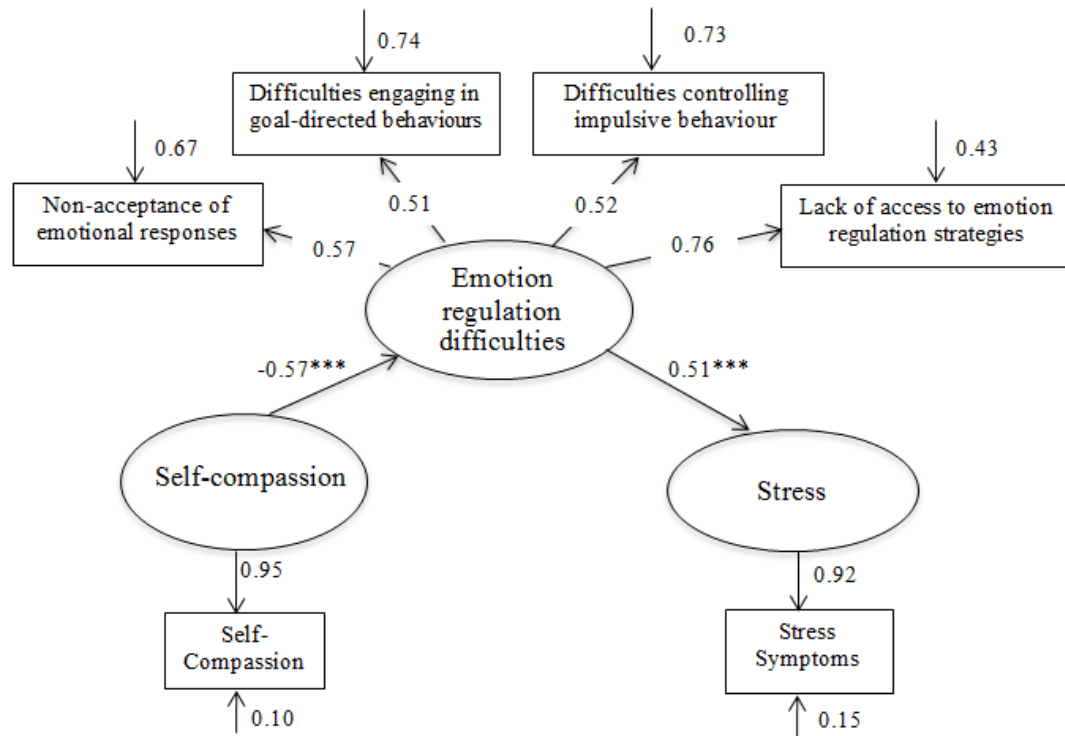 0.74
0.73
Difficulties engaging in
goal-directed behaviours
Difficulties controlling
impulsive behaviour
0.67
0.43
Non-acceptance of
emotional responses
Lack of access to emotion
regulation strategies
0.51
0.52
0.57
0.76
Emotion
regulation
difficulties
-0.57***
0.51***
Self-compassion
Stress
0.95
0.92
Self-
Compassion
Stress
Symptoms
0.10
0.15